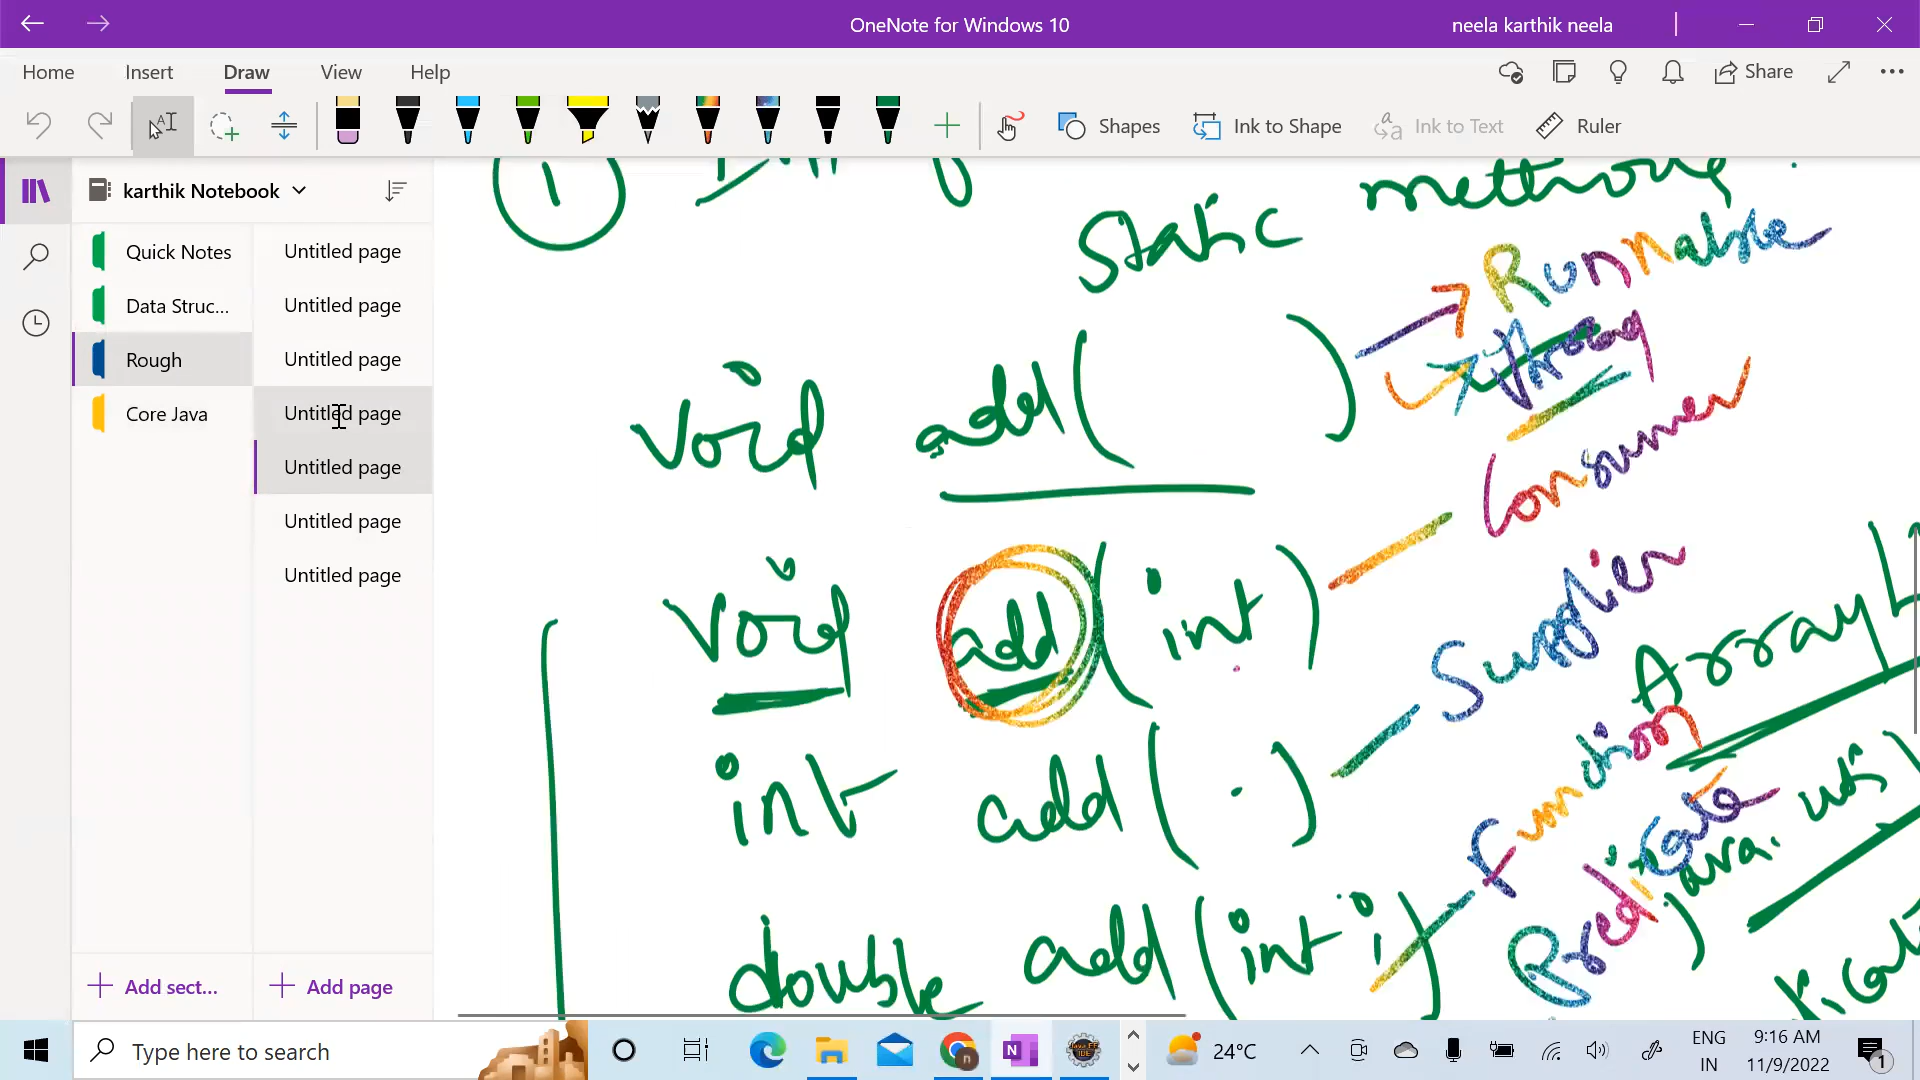 OneNote for Windows 10
neela karthik neela
Home
Insert
Draw
View
Help
Share
Shapes
Ink to Shape
Ink to Text
Ruler
karthik Notebook
Quick Notes
Data Struc...
Rough
Core Java
Untitled page
Untitled page
Untitled page
Untitled page
Untitled page
Untitled page
Untitled page
Add sect...
Add page
1
methods
static
Runnable
void add( )
Consumer
void add(int)
Supplier
int add( )
Function
Predicate
java.
double add(int i)
Type here to search
24°C
ENG
IN
9:16 AM
11/9/2022
1